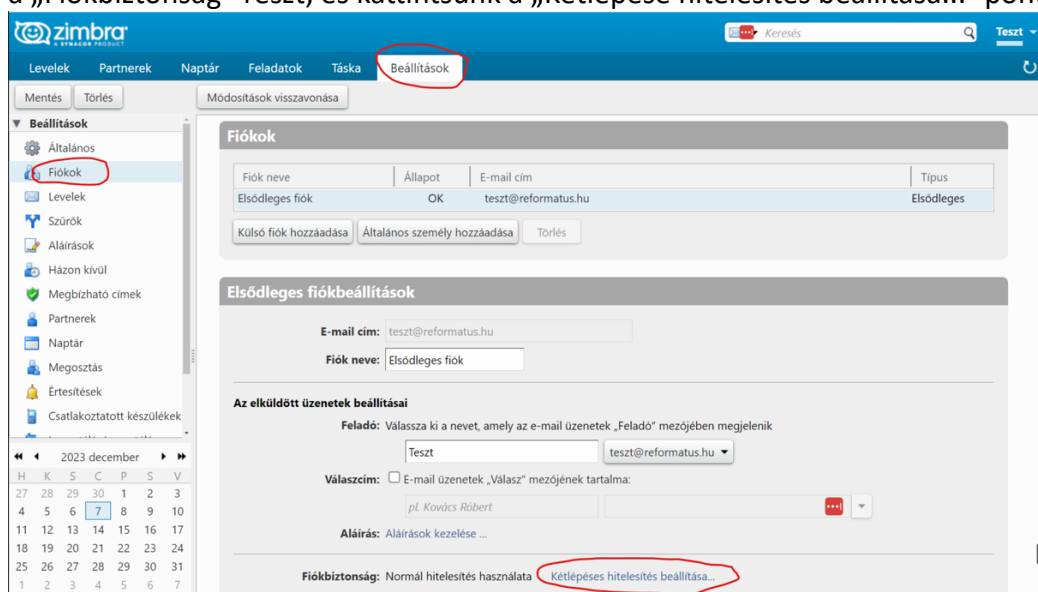 a „Fiókbiztonság” részt, és kattintsunk a „Kétlépése hitelesítés beállítása...”
zimbra
A SYNACOR PRODUCT
Keresés
Teszt
Levelek Partnerek Naptár Feladatok Táska Beállítások
Mentés Törlés Módosítások visszavonása
Beállítások
Általános
Fiókok
Levelek
Szűrők
Aláírások
Házon kívül
Megbízható címek
Partnerek
Naptár
Megosztás
Értesítések
Csatlakoztatott készülékek
2023 december
H K S C P S V
27 28 29 30 1 2 3
4 5 6 7 8 9 10
11 12 13 14 15 16 17
18 19 20 21 22 23 24
25 26 27 28 29 30 31
1 2 3 4 5 6 7
Fiókok
Fiók neve Állapot E-mail cím Típus
Elsődleges fiók OK teszt@reformatus.hu Elsődleges
Külső fiók hozzáadása Általános személy hozzáadása Törlés
Elsődleges fiókbeállítások
E-mail cím: teszt@reformatus.hu
Fiók neve: Elsődleges fiók
Az elküldött üzenetek beállításai
Feladó: Válassza ki a nevet, amely az e-mail üzenetek „Feladó” mezőjében megjelenik
Teszt teszt@reformatus.hu
Válaszcím: E-mail üzenetek „Válasz” mezőjének tartalma:
pl. Kovács Róbert
Aláírás: Aláírások kezelése ...
Fiókbiztonság: Normál hitelesítés használata Kétlépéses hitelesítés beállítása...